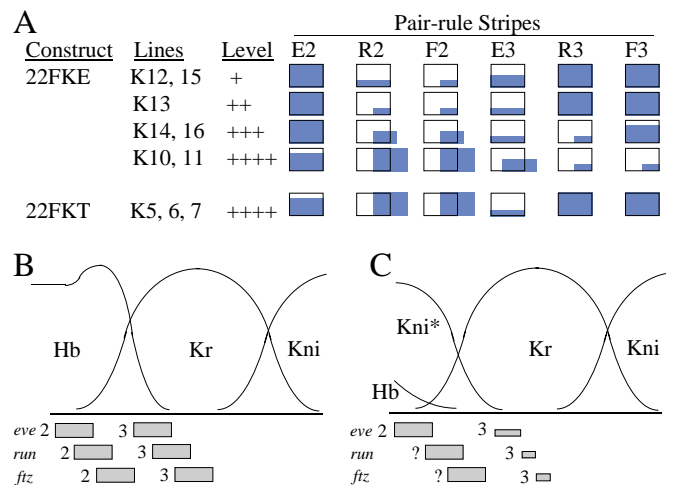 A
Pair-rule Stripes
Construct Lines Level E2 R2 F2 E3 R3 F3
22FKE K12, 15 +
K13 ++
K14, 16 +++
K10, 11 ++++
22FKT K5, 6, 7 ++++
B
Hb Kr Kni
eve 2 3
run 2 3
ftz 2 3
C
Kni* Kr Kni
Hb
eve 2 3
run ? 3
ftz ? 3